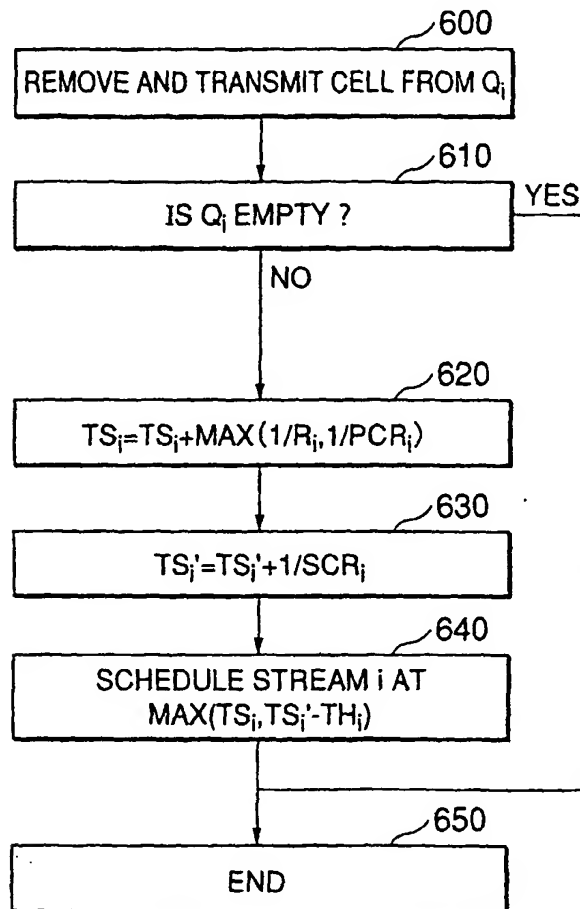 600
REMOVE AND TRANSMIT CELL FROM Qi
610
IS Qi EMPTY ?
YES
NO
620
TSi=TSi+MAX(1/Ri,1/PCRi)
630
TSi'=TSi'+1/SCRi
640
SCHEDULE STREAM i AT
MAX(TSi,TSi'-THi)
650
END